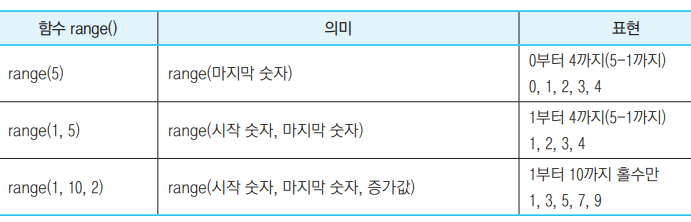 함수 range() 의미 표현
range(5) range(마지막 숫자) 0부터 4까지(5-1까지)
0, 1, 2, 3, 4
range(1, 5) range(시작 숫자, 마지막 숫자) 1부터 4까지(5-1까지)
1, 2, 3, 4
range(1, 10, 2) range(시작 숫자, 마지막 숫자, 증가값) 1부터 10까지 홀수만
1, 3, 5, 7, 9